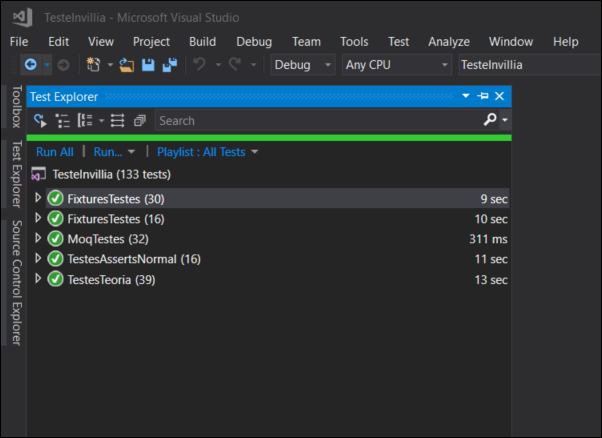 TesteInvillia - Microsoft Visual Studio
File Edit View Project Build Debug Team Tools Test Analyze Window Help
Debug Any CPU TesteInvillia
Toolbox
Test Explorer
Source Control Explorer
Test Explorer
Search
Run All Run... Playlist : All Tests
TesteInvillia (133 tests)
FixturesTestes (30) 9 sec
FixturesTestes (16) 10 sec
MoqTestes (32) 311 ms
TestesAssertsNormal (16) 11 sec
TestesTeoria (39) 13 sec